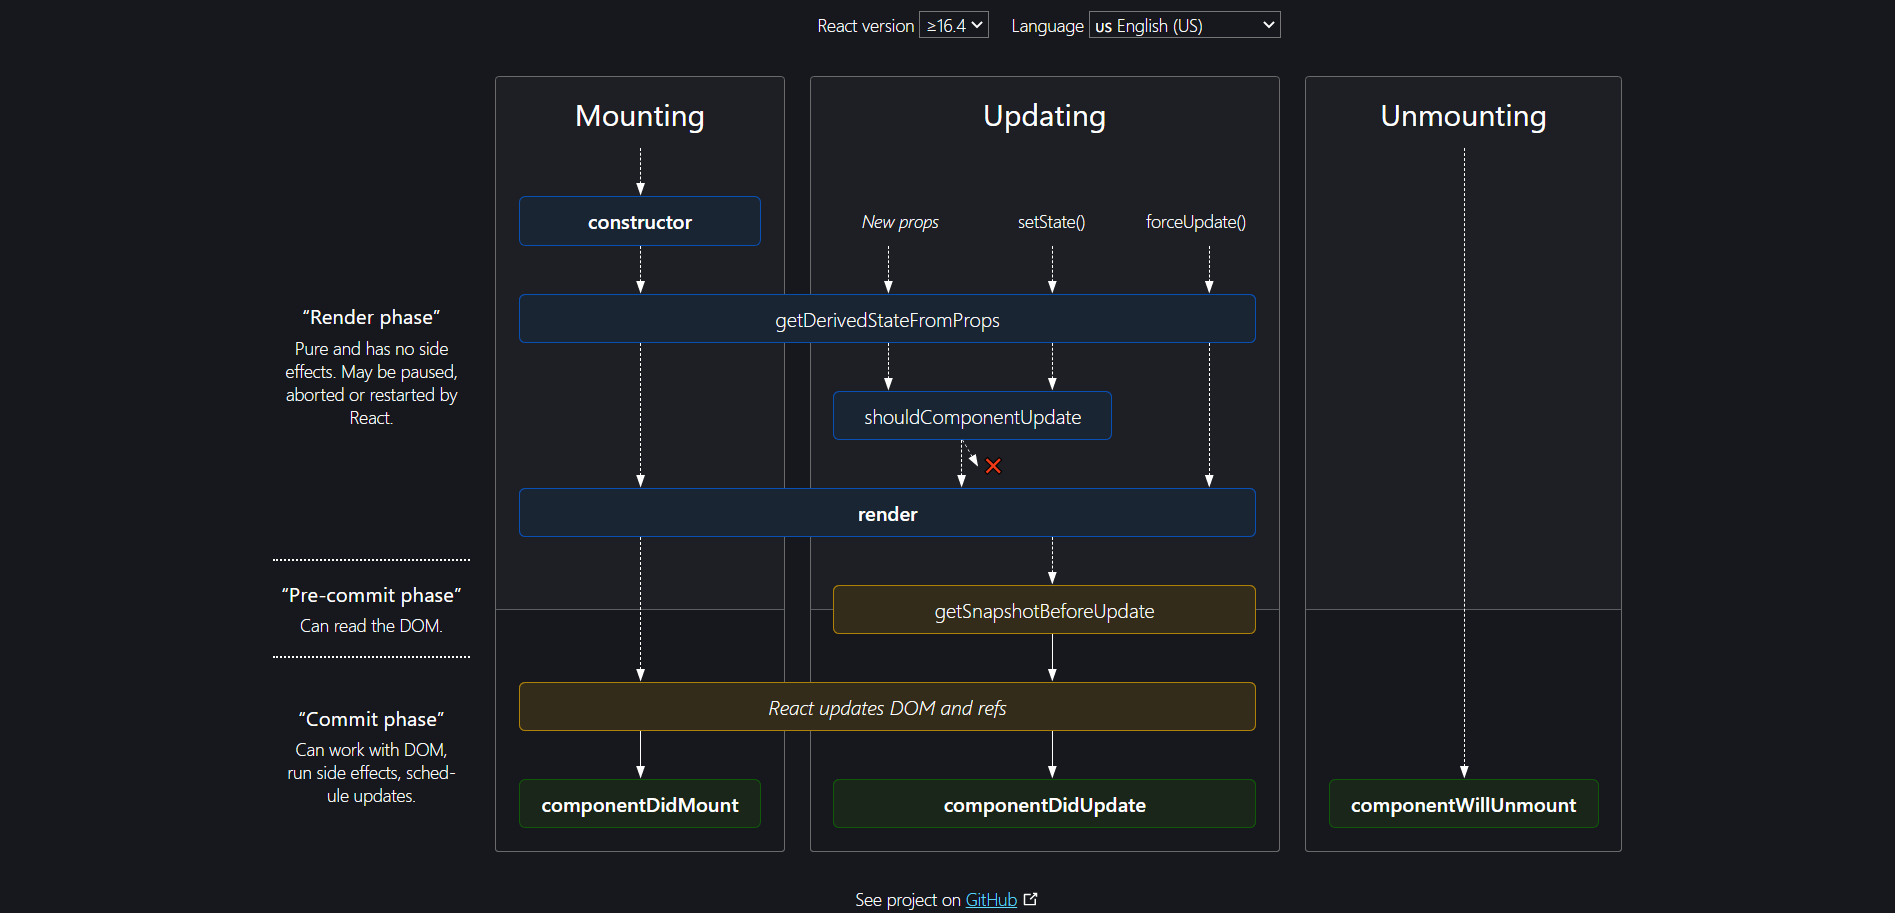 React version ≥16.4 Language us English (US)
Mounting
Updating
Unmounting
constructor
New props
setState()
forceUpdate()
“Render phase”
Pure and has no side
effects. May be paused,
aborted or restarted by
React.
getDerivedStateFromProps
shouldComponentUpdate
render
“Pre-commit phase”
Can read the DOM.
getSnapshotBeforeUpdate
“Commit phase”
Can work with DOM,
run side effects, sched-
ule updates.
React updates DOM and refs
componentDidMount
componentDidUpdate
componentWillUnmount
See project on GitHub